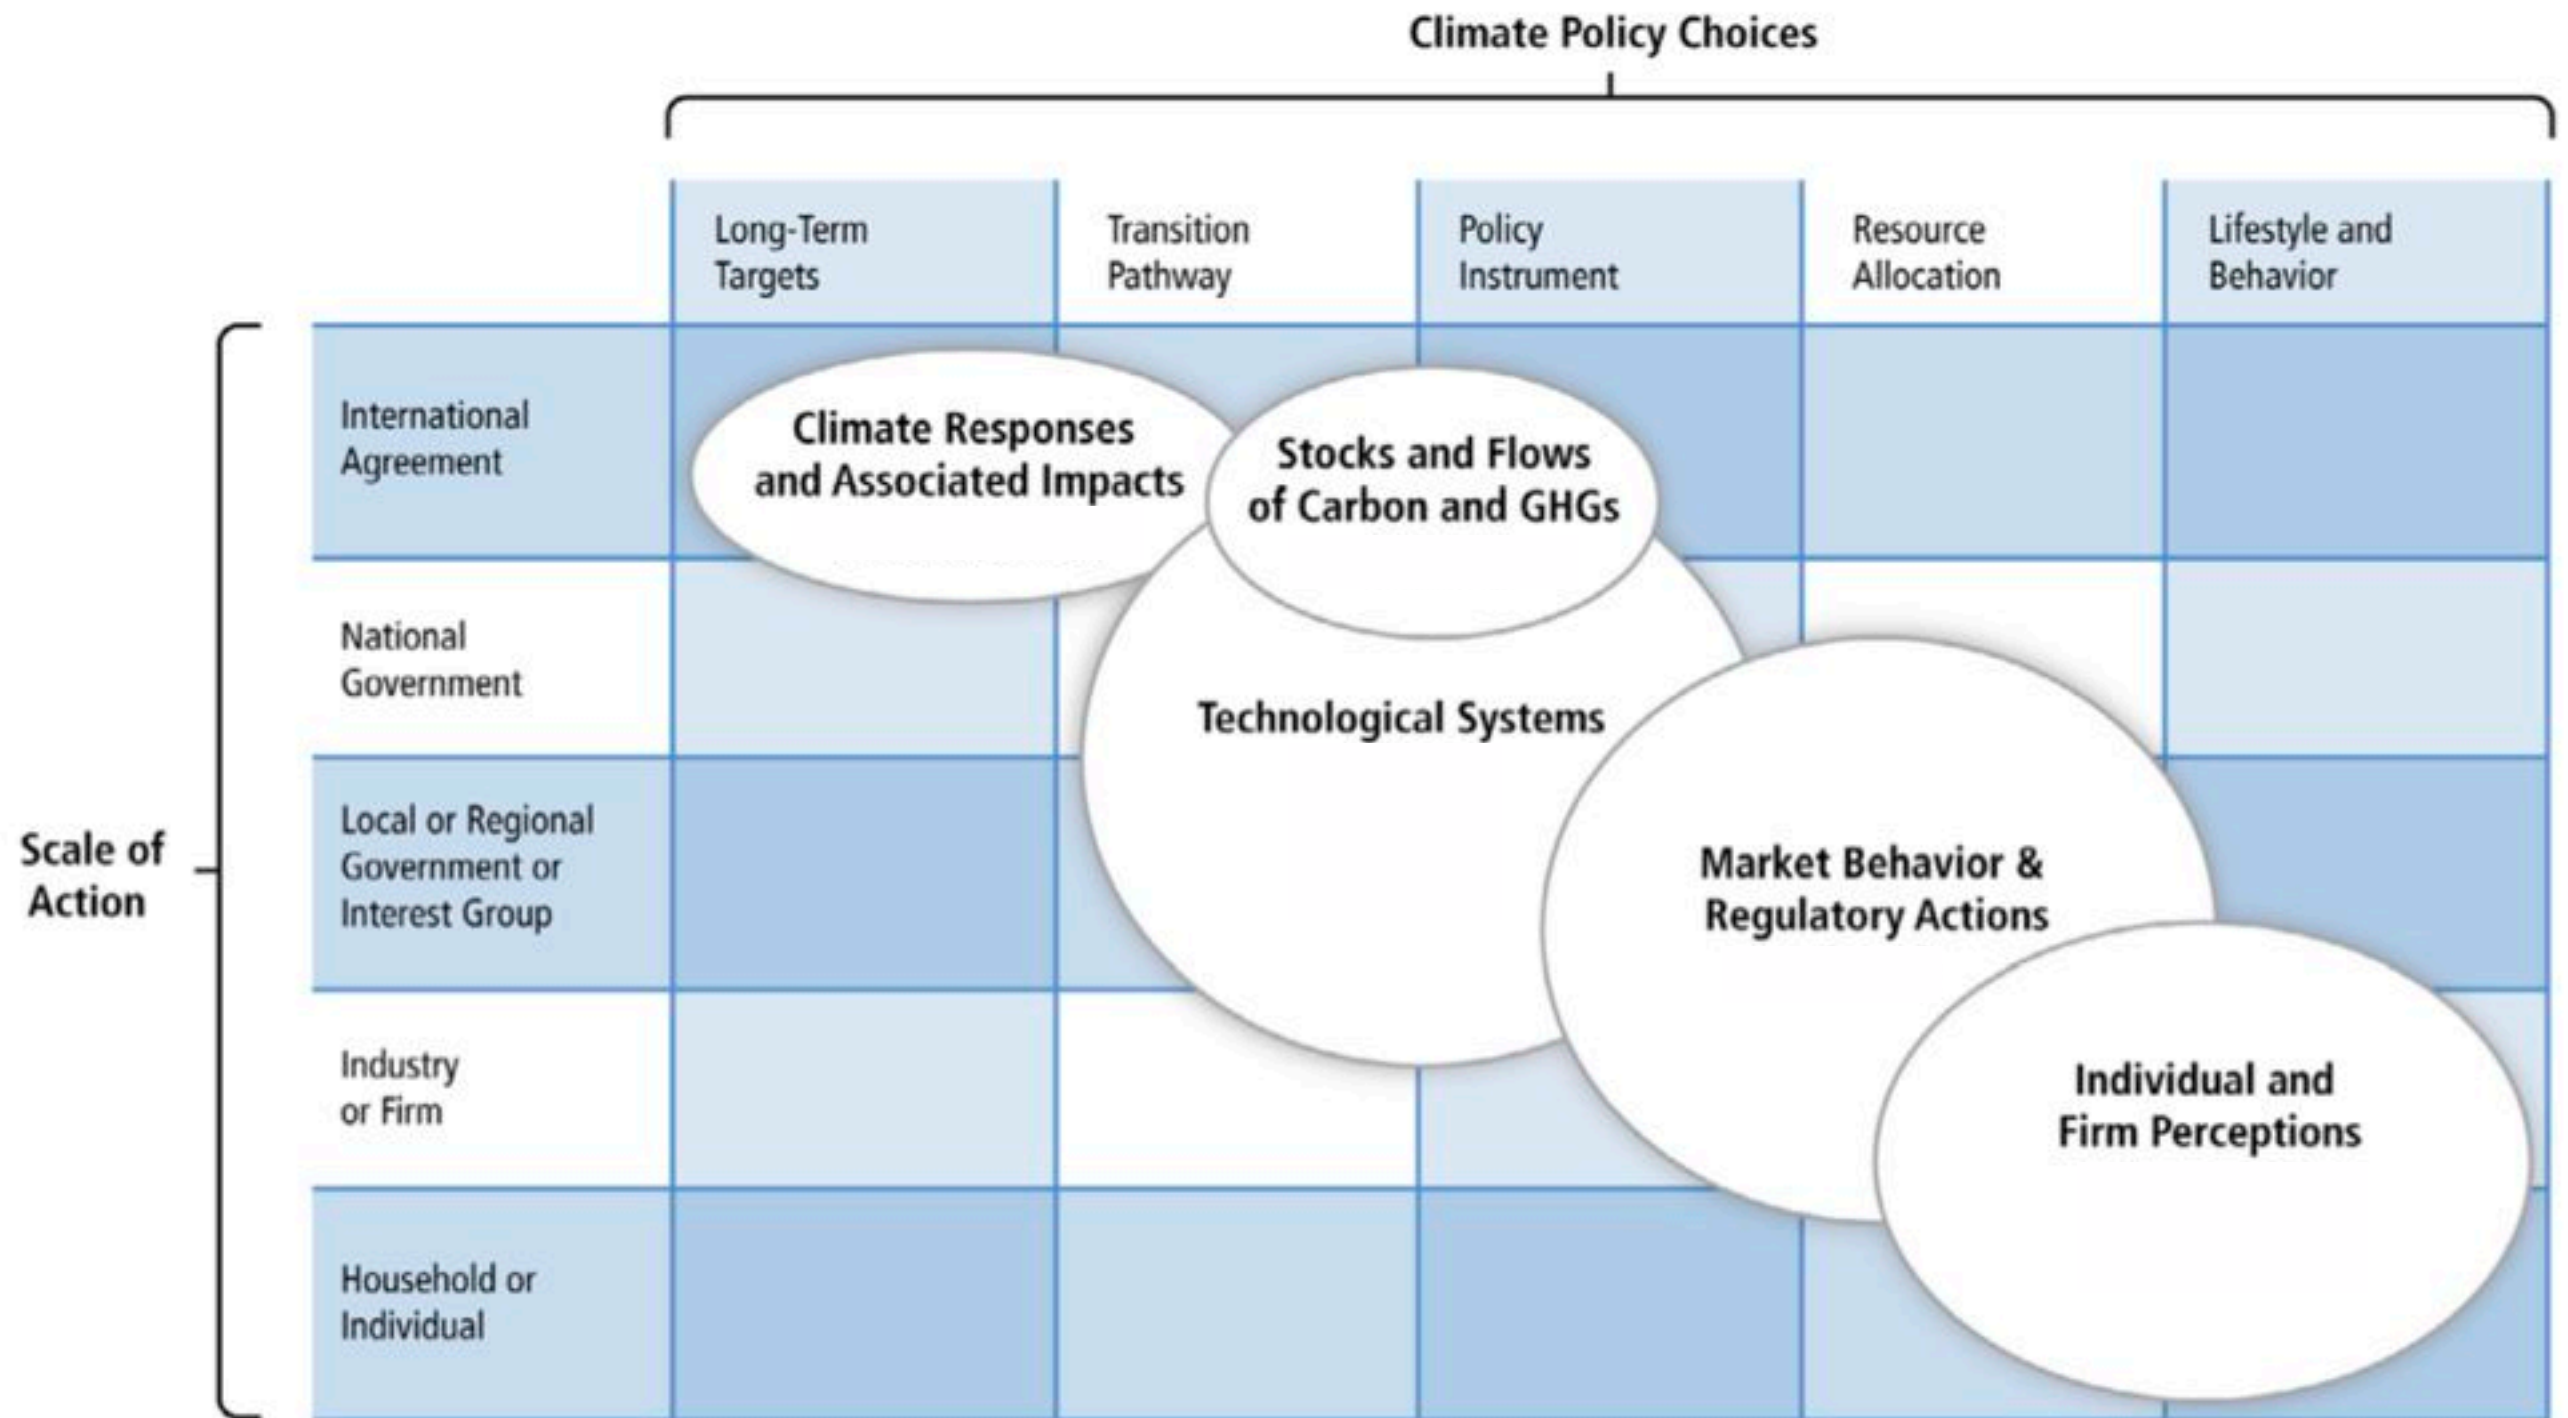 Climate Policy Choices
Long-Term
Targets
Transition
Pathway
Policy
Instrument
Resource
Allocation
Lifestyle and
Behavior
International
Agreement
Climate Responses
and Associated Impacts
Stocks and Flows
of Carbon and GHGs
National
Government
Technological Systems
Scale of
Action
Local or Regional
Government or
Interest Group
Market Behavior &
Regulatory Actions
Industry
or Firm
Individual and
Firm Perceptions
Household or
Individual